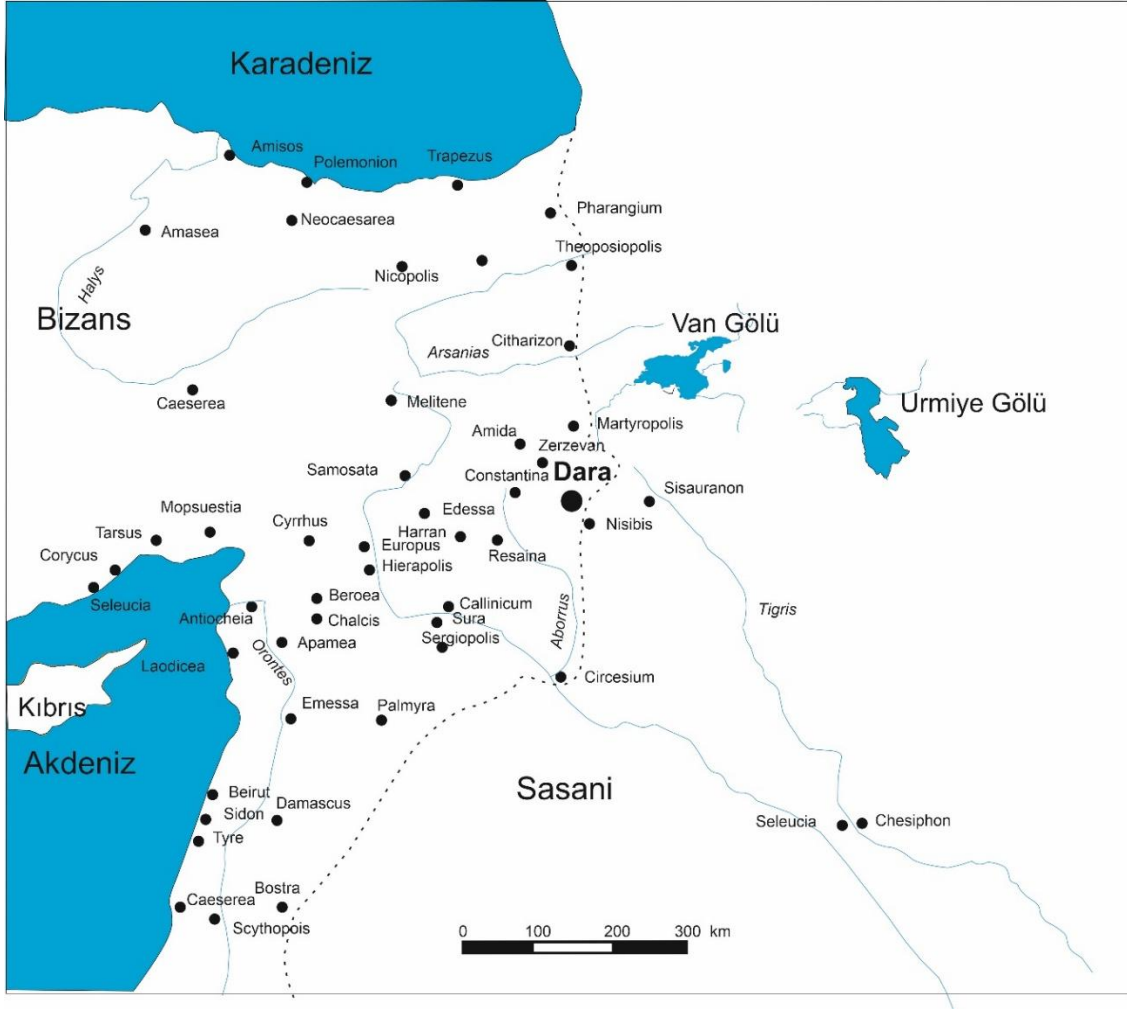 Karadeniz
Amisos
Polemonion
Trapezus
Pharangium
Neocaesarea
Amasea
Theoposiopolis
Nicopolis
Halys
Bizans
Van Gölü
Citharizon
Arsanias
Urmiye Gölü
Caeserea
Melitene
Martyropolis
Amida
Zerzevan
Dara
Samosata
Constantina
Sisauranon
Mopsuestia
Edessa
Nisibis
Tarsus
Cyrrhus
Harran
Europus
Resaina
Corycus
Hierapolis
Seleucia
Beroea
Callinicum
Antiocheia
Chalcis
Sura
Tigris
Aborrus
Apamea
Sergiopolis
Laodicea
Orontes
Circesium
Kıbrıs
Emessa
Palmyra
Akdeniz
Sasani
Beirut
Sidon
Damascus
Seleucia
Chesiphon
Tyre
Caeserea
Bostra
Scythopois
0 100 200 300 km